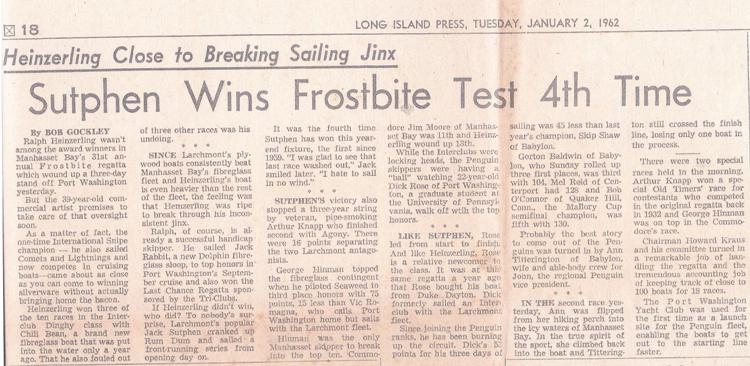 18
LONG ISLAND PRESS, TUESDAY, JANUARY 2, 1962
Heinzerling Close to Breaking Sailing Jinx
Sutphen Wins Frostbite Test 4th Time
By BOB GOCKLEY
Ralph Heinzerling wasn't
among the award winners in
Manhasset Bay's 31st an-
nual Frostbite regatta
which wound up a three-day
stand off Port Washington
yesterday.
But the 38-year-old com-
mercial artist promises to
take care of that oversight
soon.
As a matter of fact, the
one-time International Snipe
champion — he also sailed
Comets and Lightnings and
now competes in cruising
boats—came about as close
as you can come to winning
silverware without actually
bringing home the bacon.
Heinzerling won three of
the ten races in the Inter-
club Dinghy class with
Chili Bean, a brand new
fibreglass boat that was put
into the water only a year
ago. That he also fouled out
of three other races was his
undoing.
* * *
SINCE Larchmont's ply-
wood boats consistently beat
Manhasset Bay's fibreglass
fleet and Heinzerling's boat
is even heavier than the rest
of the fleet, the feeling was
that Heinzerling was ripe
to break through his incon-
sistent jinx.
Ralph, of course, is al-
ready a successful handicap
skipper. He sailed Jack
Rabbit, a new Dolphin fibre-
glass sloop, to top honors in
Port Washington's Septem-
ber cruise and also won the
Last Chance Regatta spon-
sored by the Tri-Club.
If Heinzerling didn't win,
who did? To nobody's sur-
prise, Larchmont's popular
Jack Sutphen cranked up
Rum Dum and sailed a
front-running series from
opening day on.
It was the fourth time
Sutphen has won this year-
end fixture, the first since
1959. "I was glad to see that
last race washed out," Jack
smiled later. "I hate to sail
in no wind."
* * *
SUTPHEN'S victory also
stopped a three-year string
by veteran, pipe-smoking
Arthur Knapp who finished
second with Agony. There
were 16 points separating
the two Larchmont antago-
nists.
George Hinman topped
the fibreglass contingent
when he piloted Seaweed to
third place honors with 72
points, 15 less than Vic Ro-
magna, who calls Port
Washington home but sails
with the Larchmont fleet.
Hinman was the only
Manhasset skipper to break
into the top ten. Commo-
dore Jim Moore of Manhas-
set Bay was 11th and Hein-
zerling wound up 13th.
While the Interclubs were
locking heads, the Penguin
skippers were having a
"ball" watching 22-year-old
Dick Rose of Port Washing-
ton, a graduate student at
the University of Pennsyl-
vania, walk off with the top
honors.
* * *
LIKE SUTPHEN, Rose
led from start to finish.
And like Heinzerling, Rose
is a relative newcomer to
the class. It was at this
same regatta a year ago
that Rose bought his boat
from Duke Dayton. Dick
formerly sailed an Inter-
club with the Larchmont
fleet.
Since joining the Penguin
ranks, he has been burning
up the circuit. Dick's
points for his three days of
sailing was 45 less than last
year's champion, Skip Shaw
of Babylon.
Gorton Baldwin of Baby-
lon, who Sunday rolled up
three first places, was third
with 104. Mel Reid of Cen-
terport had 128 and Bob
O'Connor of Quaker Hill,
Conn., the Mallory Cup
semifinal champion, was
fifth with 130.
Probably the best story
to come out of the Pen-
guins was turned in by Ann
Tittterington of Babylon,
wife and able-body crew for
John, the regional Penguin
vice president.
* * *
IN THE second race yes-
terday, Ann was flipped
from her hiking perch into
the icy waters of Manhasset
Bay. In the true spirit of
the sport, she climbed back
into the boat and Tittering-
ton still crossed the finish
line, losing only one boat in
the process.
* * *
There were two special
races held in the morning.
Arthur Knapp won a spe-
cial Old Timers' race for
contestants who competed
in the original regatta back
in 1932 and George Hinman
was on top in the Commo-
dore's race.
Chairman Howard Kraus
and his committee turned in
a remarkable job of han-
dling the regatta and the
tremendous accounting job
of keeping track of close to
100 boats for 18 races.
The Port Washington
Yacht Club was used for
the first time as a launch
site for the Penguin fleet
enabling the boats to get
out to the starting line
faster.